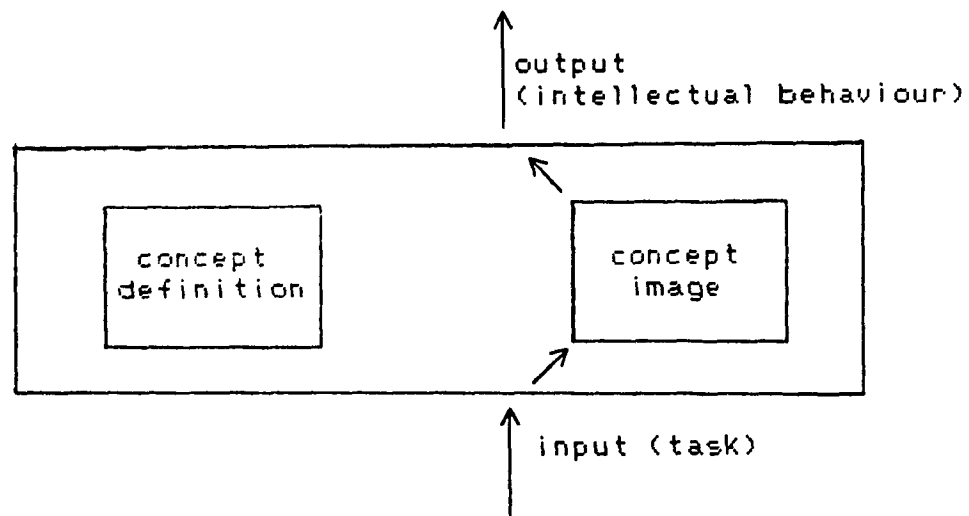 output
(intellectual behaviour)
concept
definition
concept
image
input (task)